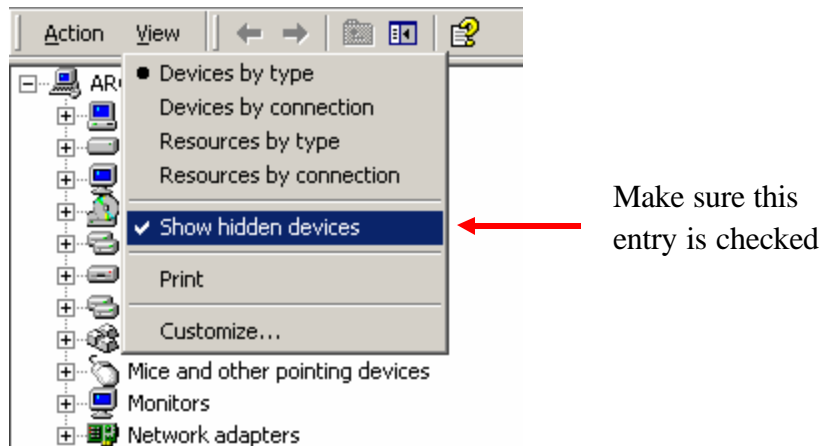 Action View
AR
Devices by type
Devices by connection
Resources by type
Resources by connection
Show hidden devices
Print
Customize...
Mice and other pointing devices
Monitors
Network adapters
Make sure this
entry is checked